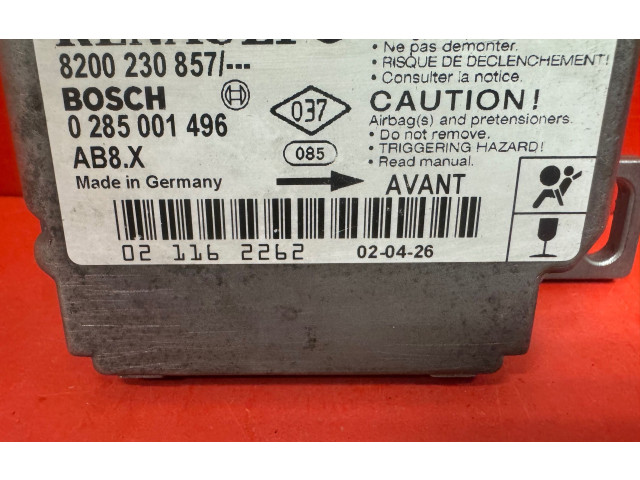 RENAULT
8200 230 857/---
BOSCH
0 285 001 496
AB8.X
Made in Germany
037
085
AVANT
• Ne pas démonter.
• RISQUE DE DECLENCHEMENT!
• Consulter la notice.
CAUTION!
Airbag(s) and pretensioners.
• Do not remove.
• TRIGGERING HAZARD!
• Read manual.
02 116 2262
02-04-26